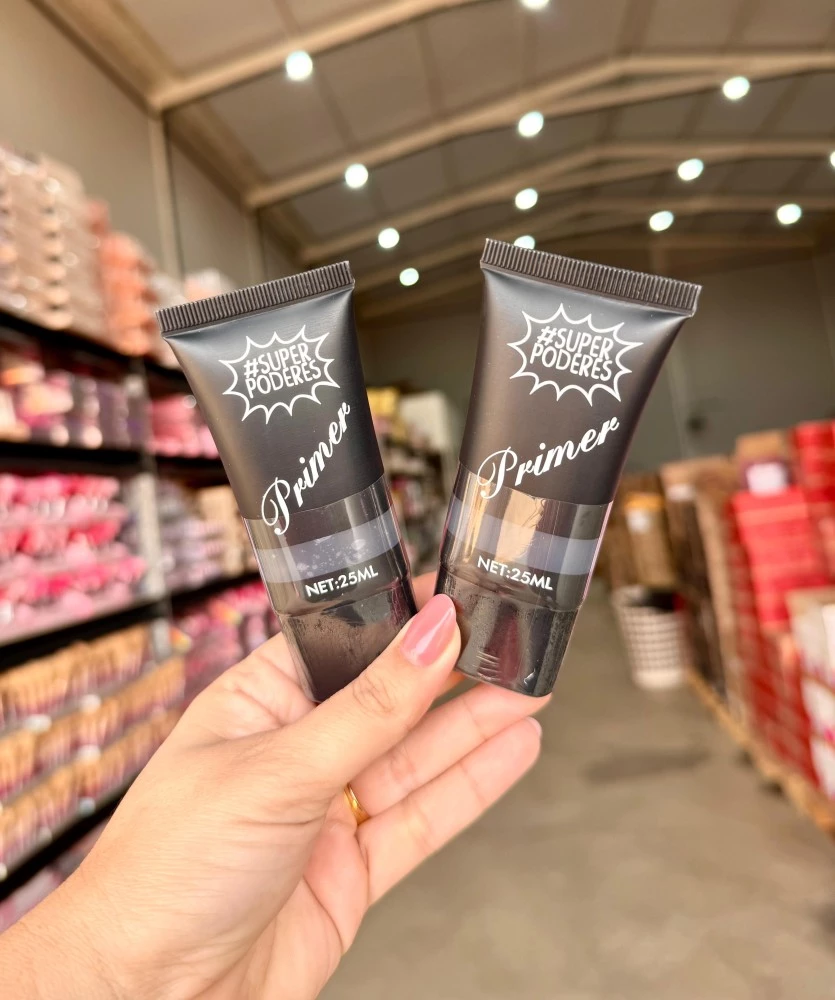 #SUPER
PODERES
Primer
NET:25ML
#SUPER
PODERES
Primer
NET:25ML